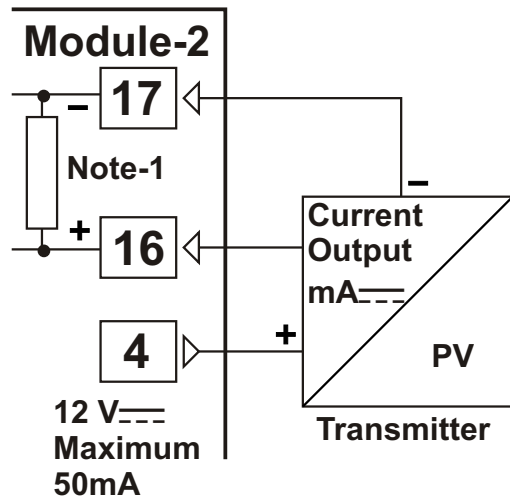 Module-2
17
−
Note-1
−
Current
Output
+
16
mA⎓
+
4
PV
12 V⎓
Maximum
50mA
Transmitter